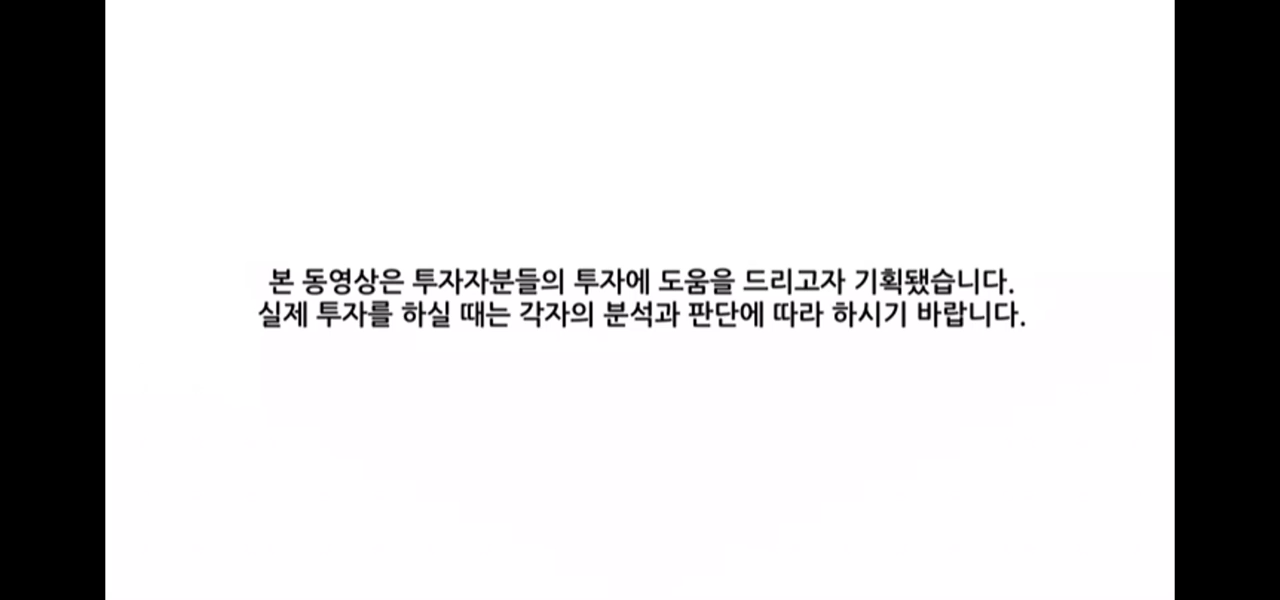 본 동영상은 투자자분들의 투자에 도움을 드리고자 기획됐습니다.
실제 투자를 하실 때는 각자의 분석과 판단에 따라 하시기 바랍니다.